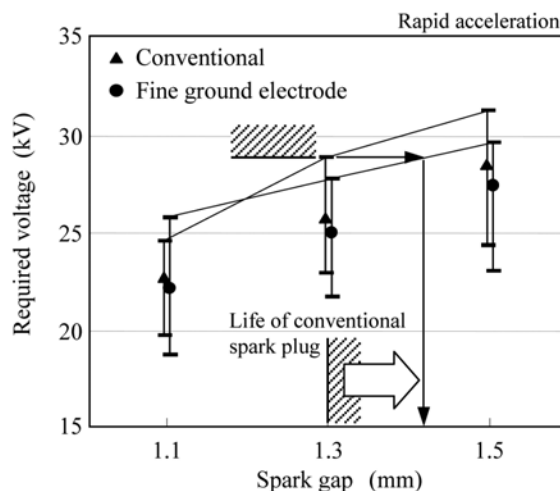 Rapid acceleration
35
30
25
20
15
Required voltage (kV)
Conventional
Fine ground electrode
Life of conventional
spark plug
1.1
1.3
1.5
Spark gap (mm)